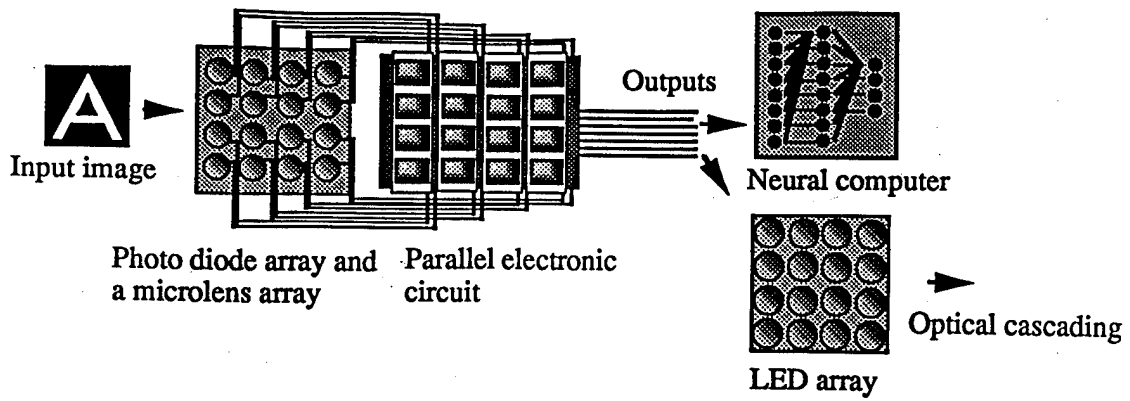 A
Input image
Photo diode array and
a microlens array
Parallel electronic
circuit
Outputs
Neural computer
LED array
Optical cascading